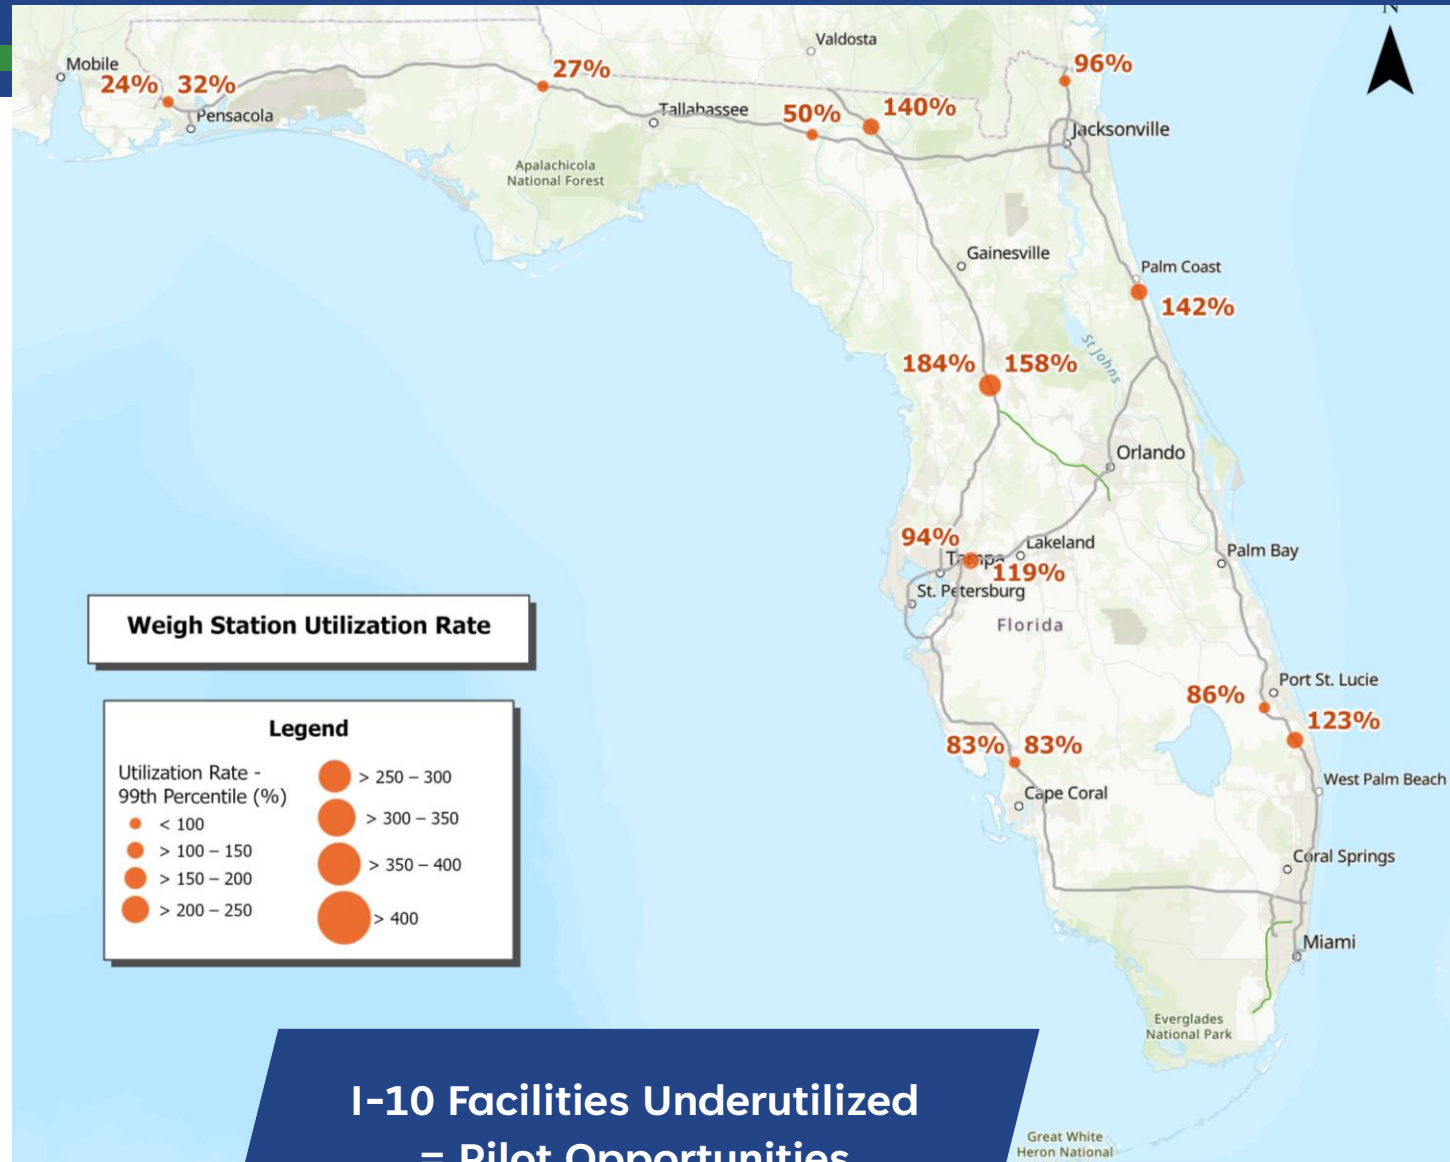 N
Valdosta
Mobile
24%
32%
27%
96%
Pensacola
Tallahassee
50%
140%
Jacksonville
Apalachicola
National Forest
Gainesville
Palm Coast
142%
St Johns
184%
158%
Orlando
94%
Tampa
Lakeland
119%
Palm Bay
St. Petersburg
Florida
Weigh Station Utilization Rate
Port St. Lucie
86%
123%
83%
83%
West Palm Beach
Cape Coral
Coral Springs
Miami
Legend
Utilization Rate -
99th Percentile (%)
< 100
> 100 – 150
> 150 – 200
> 200 – 250
> 250 – 300
> 300 – 350
> 350 – 400
> 400
Everglades
National Park
I-10 Facilities Underutilized
= Pilot Opportunities
Great White
Heron National